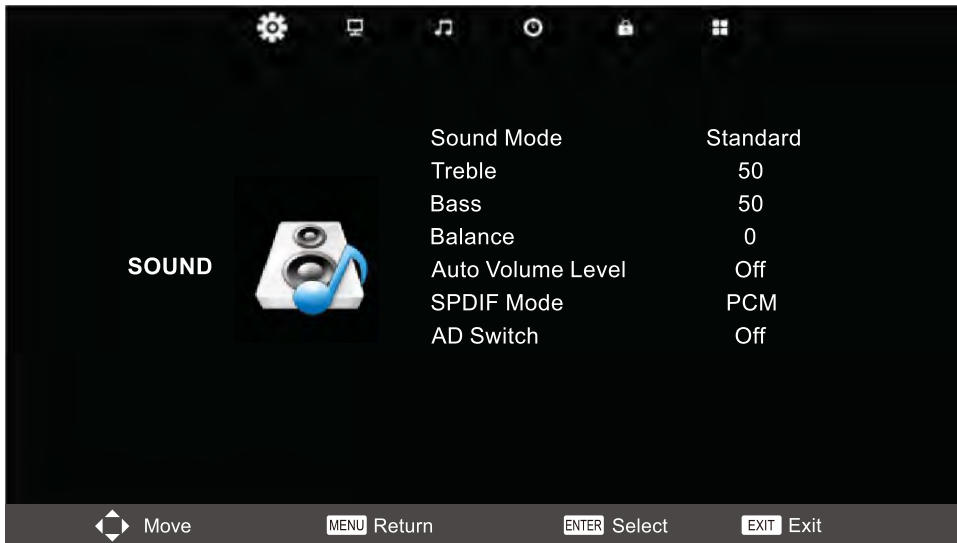 Sound Mode Standard
Treble 50
Bass 50
Balance 0
SOUND
Auto Volume Level Off
SPDIF Mode PCM
AD Switch Off
Move MENU Return ENTER Select EXIT Exit